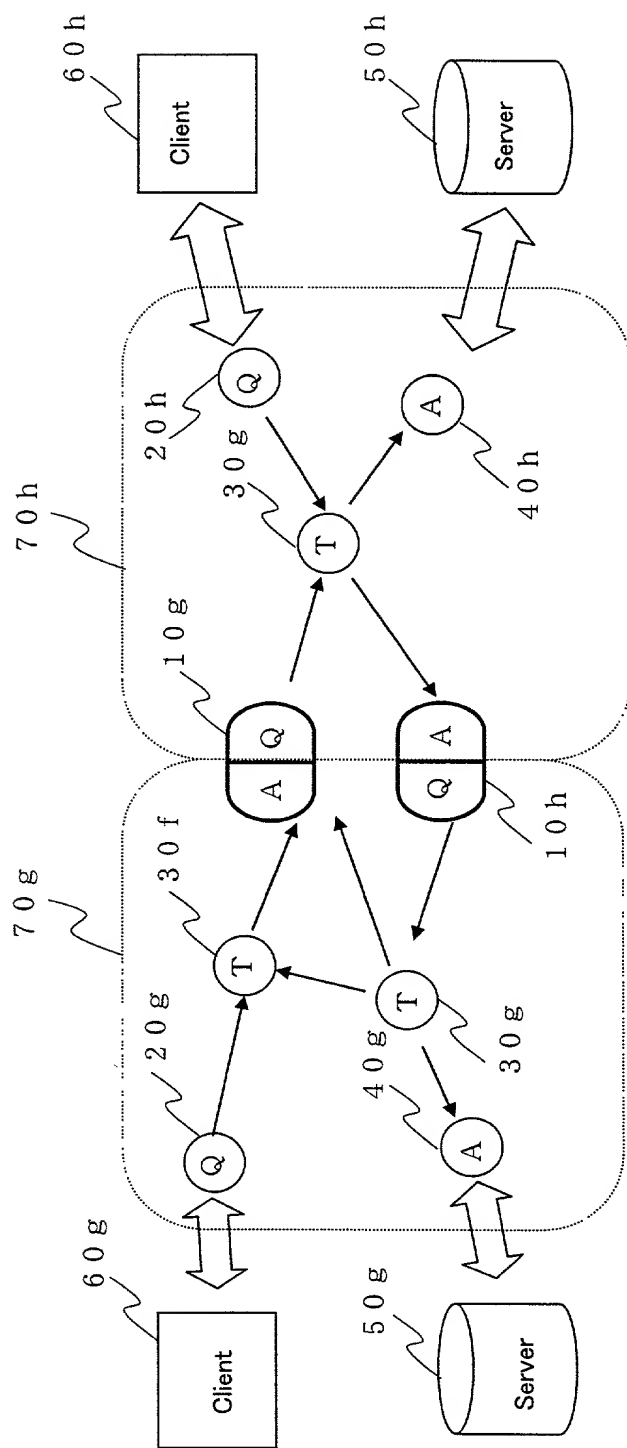 70g
70h
60g
20g
30f
10g
30g
20h
60h
Client
Q
T
A Q
T
Q
Client
Server
A
T
Q A
A
Server
50g
40g
30g
10h
40h
50h